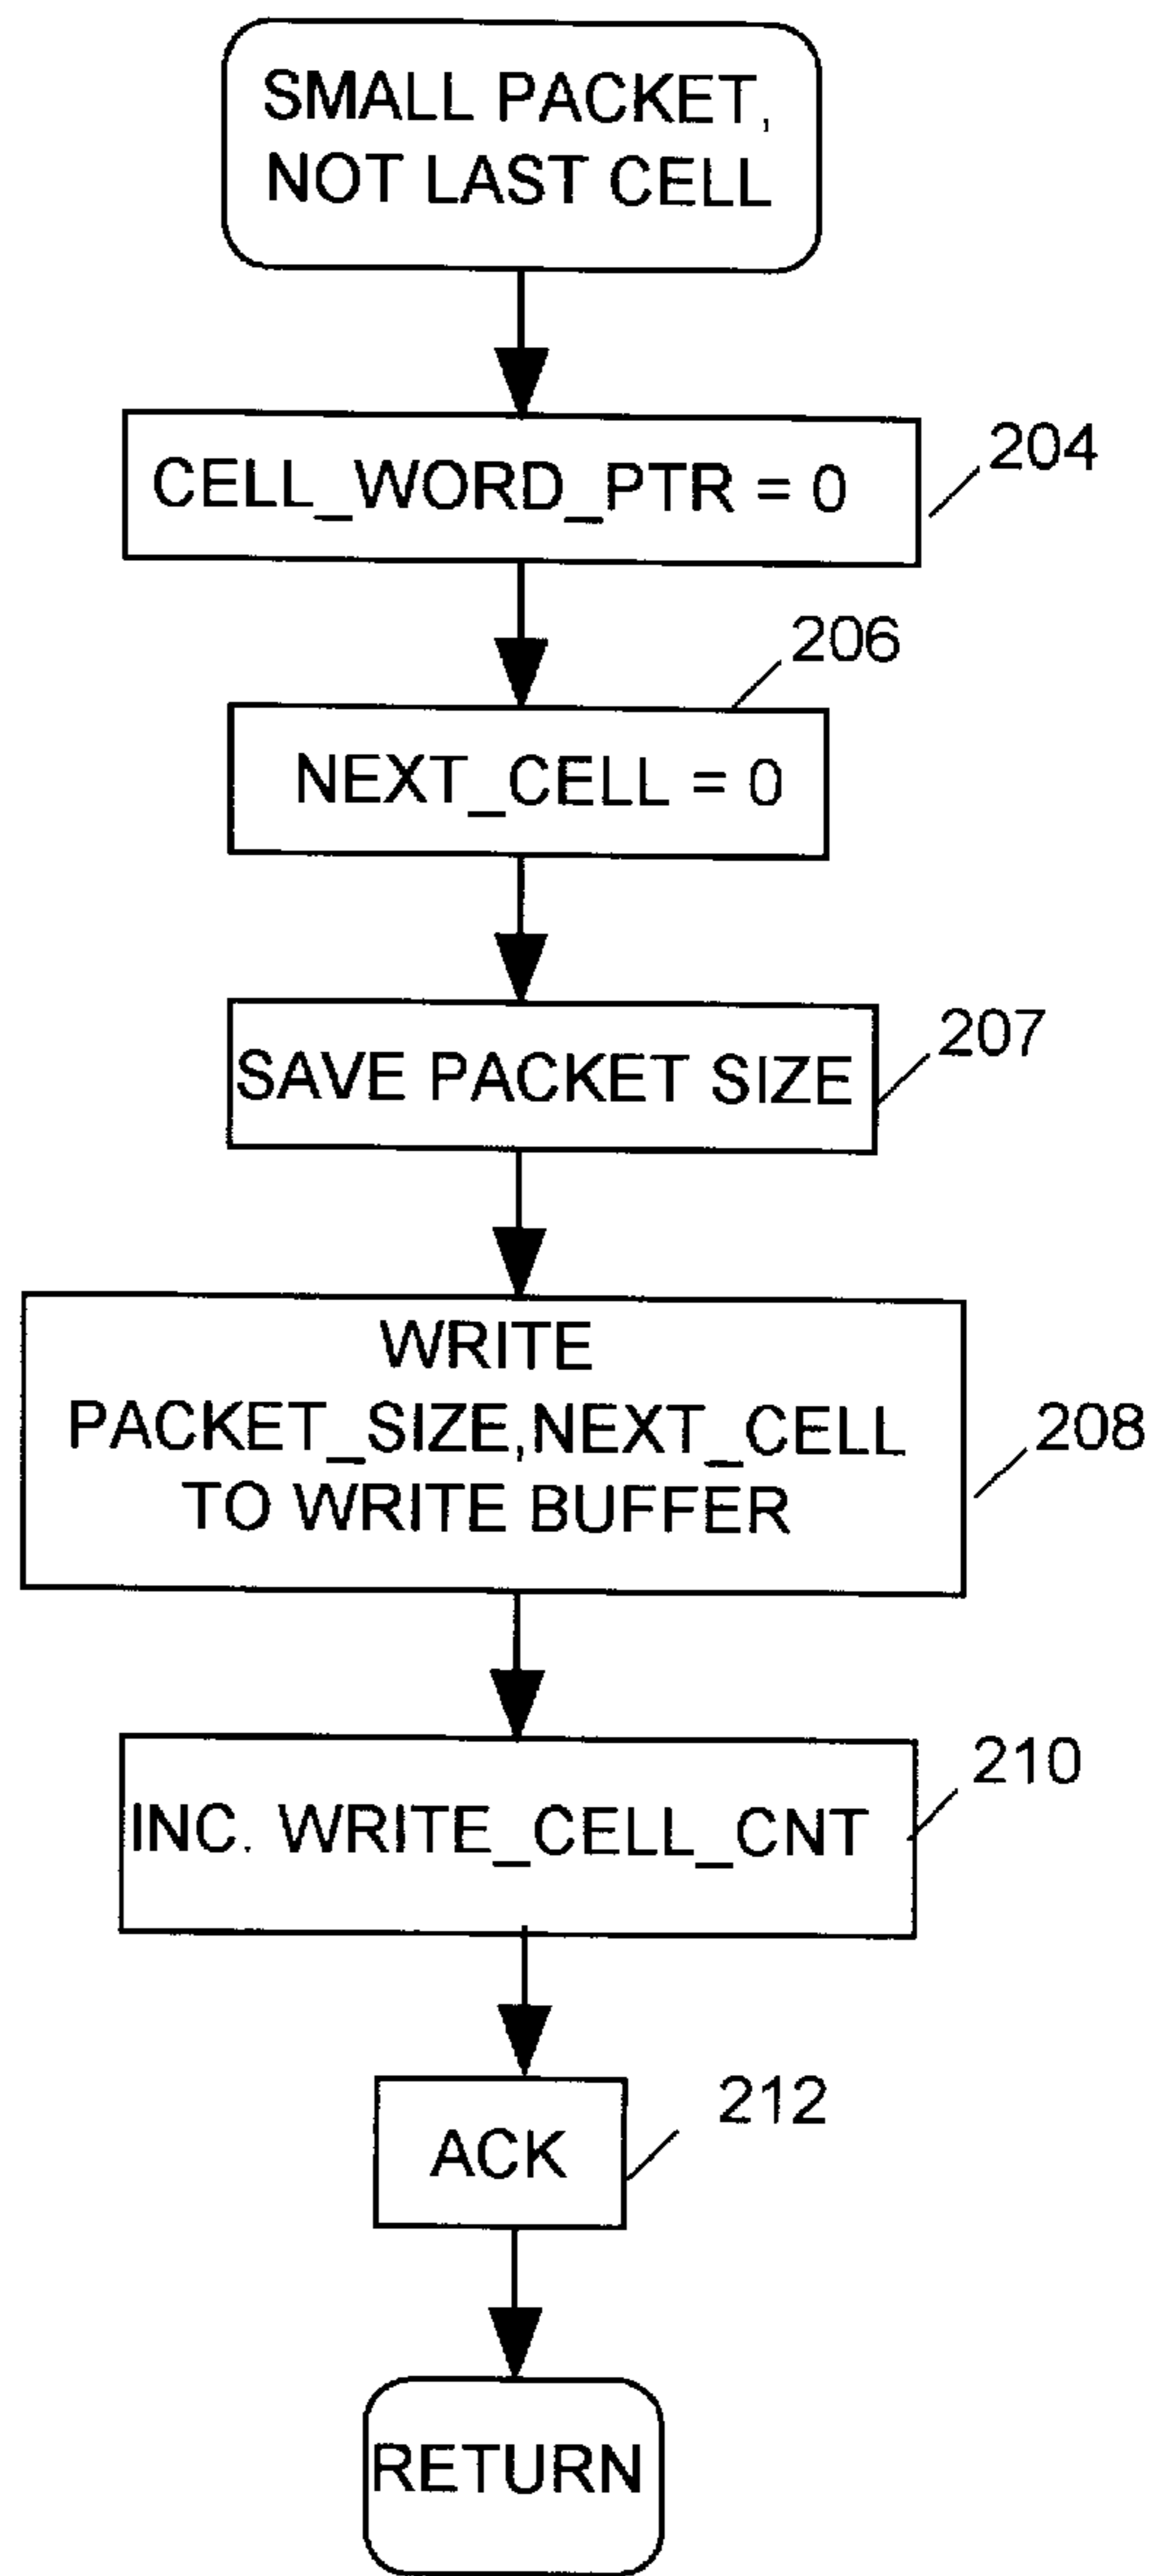 SMALL PACKET,
NOT LAST CELL
CELL_WORD_PTR = 0
204
206
NEXT_CELL = 0
SAVE PACKET SIZE
207
WRITE
PACKET_SIZE,NEXT_CELL
TO WRITE BUFFER
208
INC. WRITE_CELL_CNT
210
ACK
212
RETURN